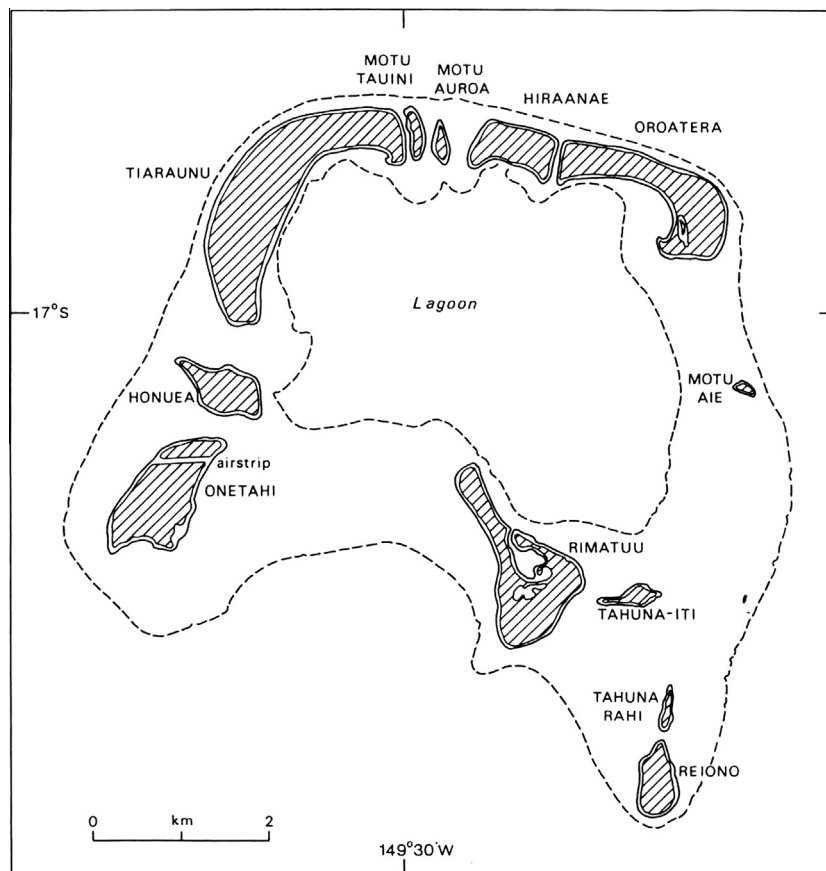 MOTU
TAUINI
MOTU
AUROA
HIRAANAE
OROATERA
TIARAUNU
Lagoon
17°S
MOTU
AIE
HONUEA
airstrip
ONETAHI
RIMATUU
TAHUNA-ITI
TAHUNA
RAHI
REIONO
0 km 2
149°30'W